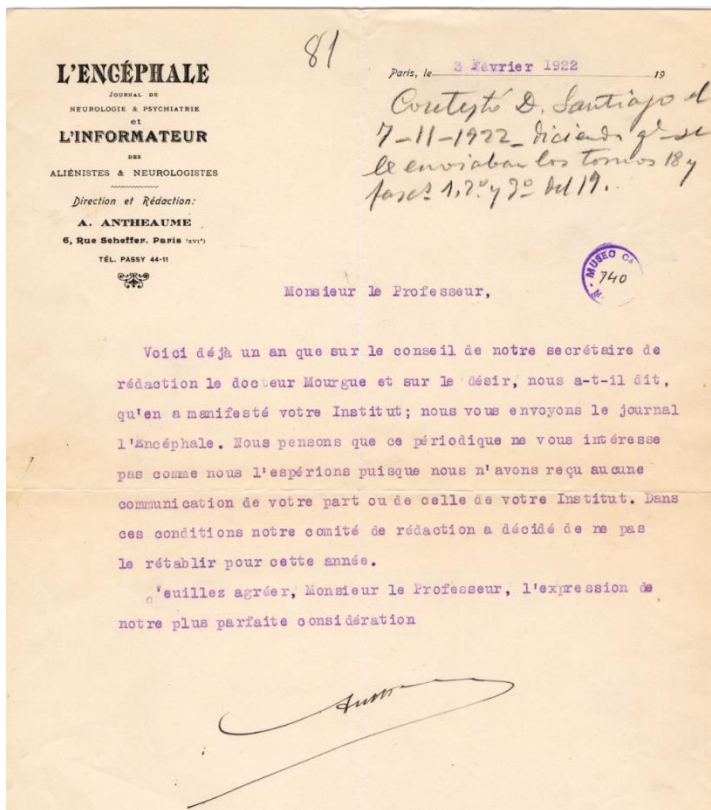 81
L'ENCÉPHALE
JOURNAL DE
NEUROLOGIE & PSYCHIATRIE
et
L'INFORMATEUR
DES
ALIÉNISTES & NEUROLOGISTES
Direction et Rédaction:
A. ANTHEAUME
6, Rue Scheffer. Paris (XVIe)
TÉL. PASSY 44-11
Paris, le 3 Février 1922 19
Contestó D. Santiago el
7-11-1922_ diciendo qe se
le enviaban los tomos 18 y
fascs 1, 2º y 3º del 19.
MUSEO
740
Monsieur le Professeur,
Voici déjà un an que sur le conseil de notre secrétaire de
rédaction le docteur Mourgue et sur le désir, nous a-t-il dit,
qu'en a manifesté votre Institut; nous vous envoyons le journal
l'Encéphale. Nous pensons que ce périodique ne vous intéresse
pas comme nous l'espérions puisque nous n'avons reçu aucune
communication de votre part ou de celle de votre Institut. Dans
ces conditions notre comité de rédaction a décidé de ne pas
le rétablir pour cette année.
Veuillez agréer, Monsieur le Professeur, l'expression de
notre plus parfaite considération